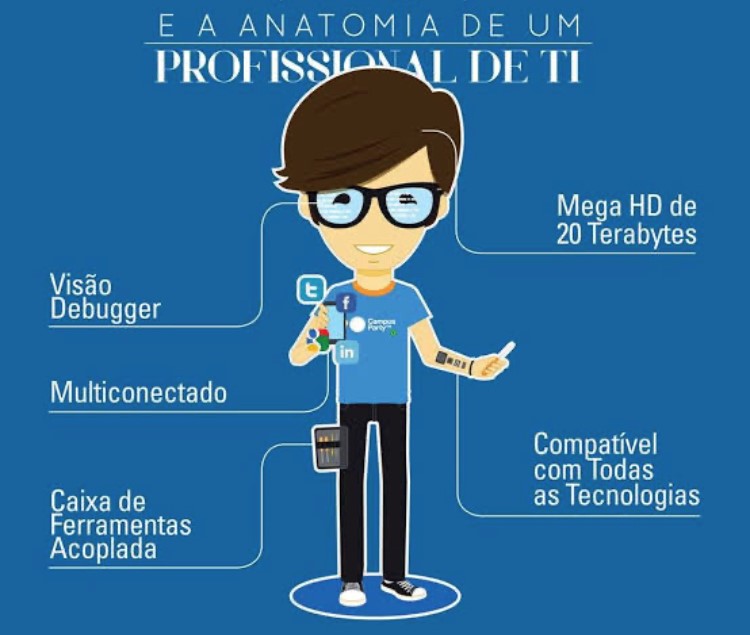 E A ANATOMIA DE UM
PROFISSIONAL DE TI
Mega HD de
20 Terabytes
Visão
Debugger
t
f
Campus
Party
in
Multiconectado
Compatível
com Todas
as Tecnologias
Caixa de
Ferramentas
Acoplada